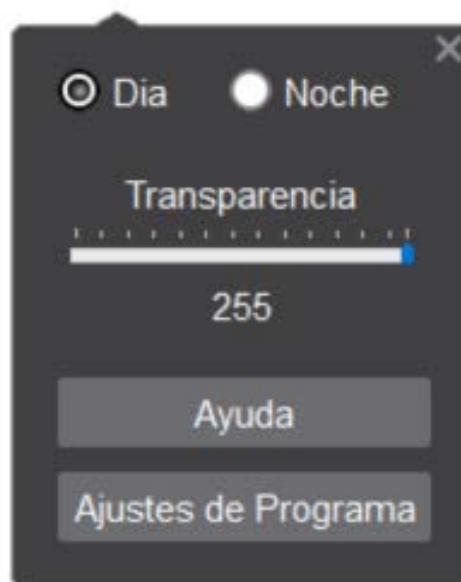 Dia Noche
Transparencia
255
Ayuda
Ajustes de Programa